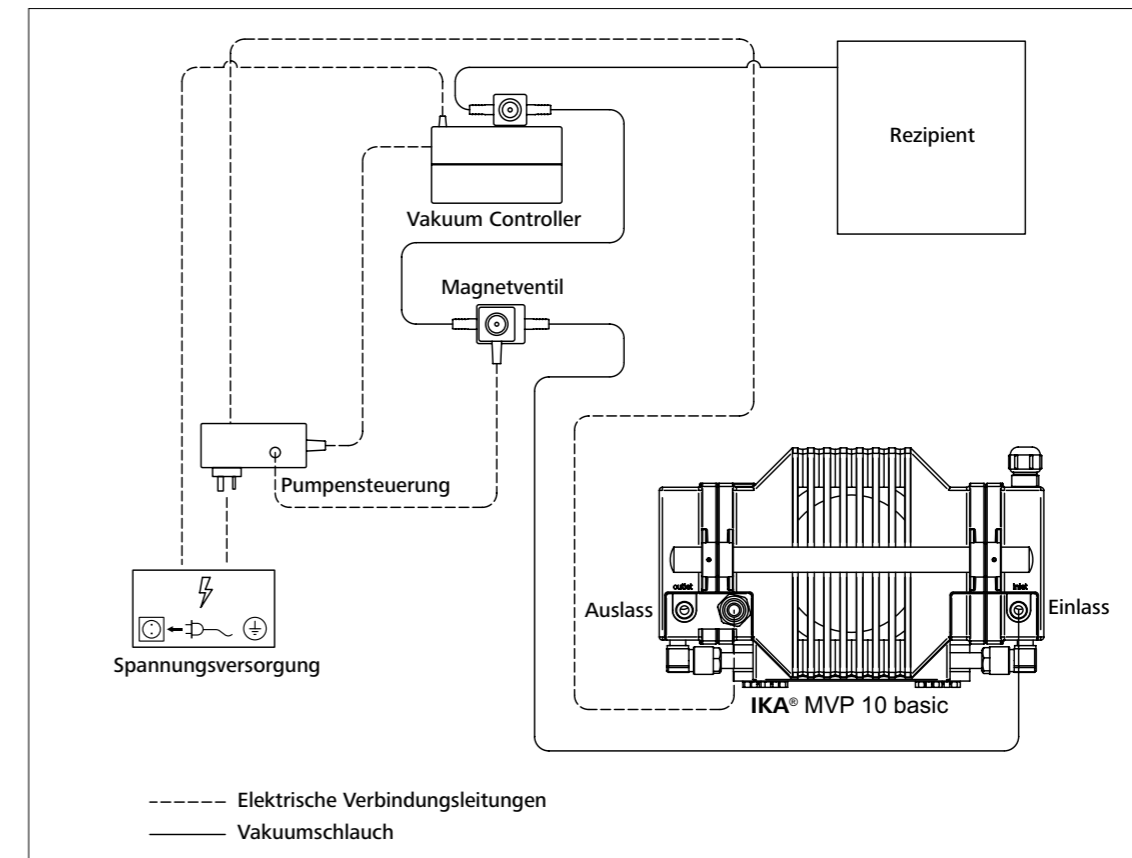 Rezipient
Vakuum Controller
Magnetventil
Pumpensteuerung
outlet
inlet
Auslass
Einlass
Spannungsversorgung
IKA® MVP 10 basic
Elektrische Verbindungsleitungen
Vakuumschlauch